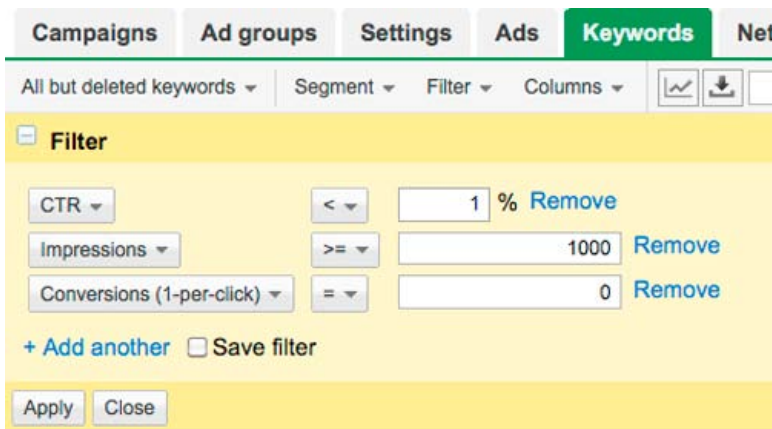 Campaigns Ad groups Settings Ads Keywords Net
All but deleted keywords Segment Filter Columns
Filter
CTR < 1 % Remove
Impressions >= 1000 Remove
Conversions (1-per-click) = 0 Remove
+ Add another Save filter
Apply Close